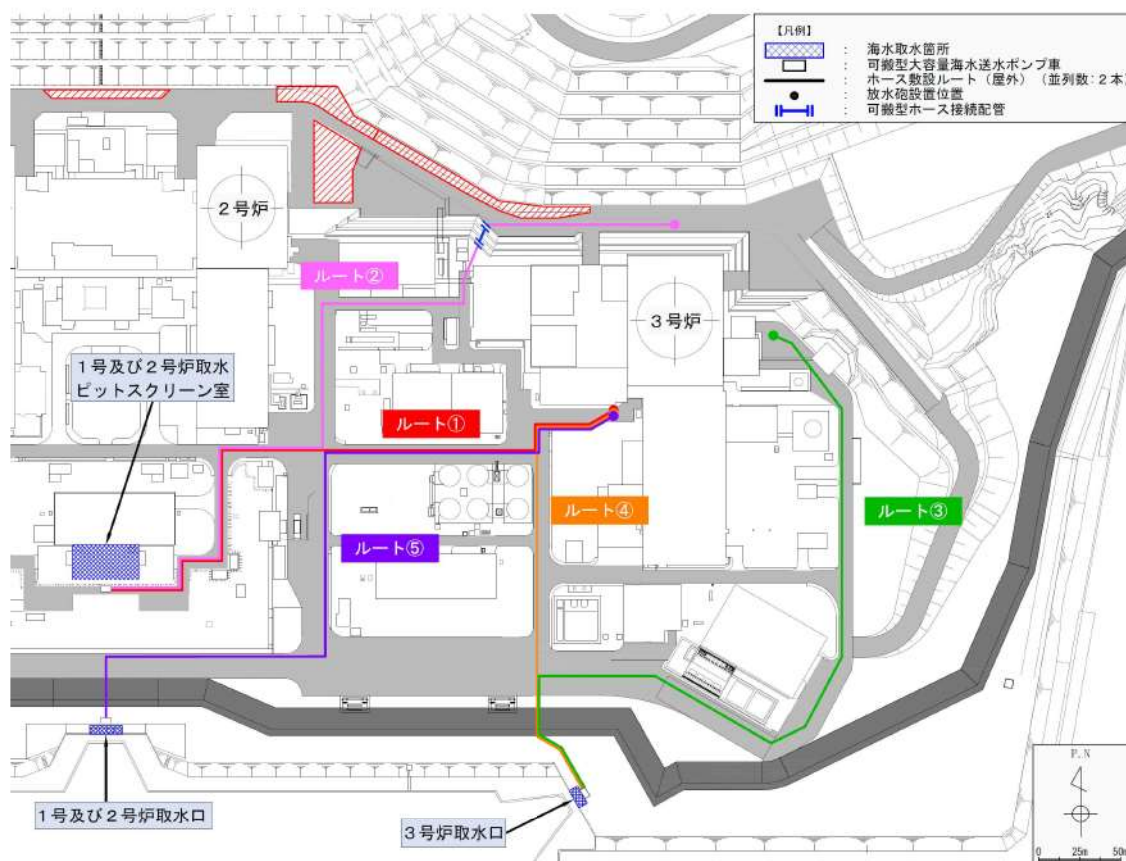 【凡例】
： 海水取水箇所
： 可搬型大容量海水送水ポンプ車
： ホース敷設ルート（屋外）（並列数：２本）
： 放水砲設置位置
： 可搬型ホース接続配管
２号炉
ルート②
３号炉
１号及び２号炉取水
ピットスクリーン室
ルート①
ルート④
ルート③
ルート⑤
１号及び２号炉取水口
３号炉取水口
P.N
0 25m 50m